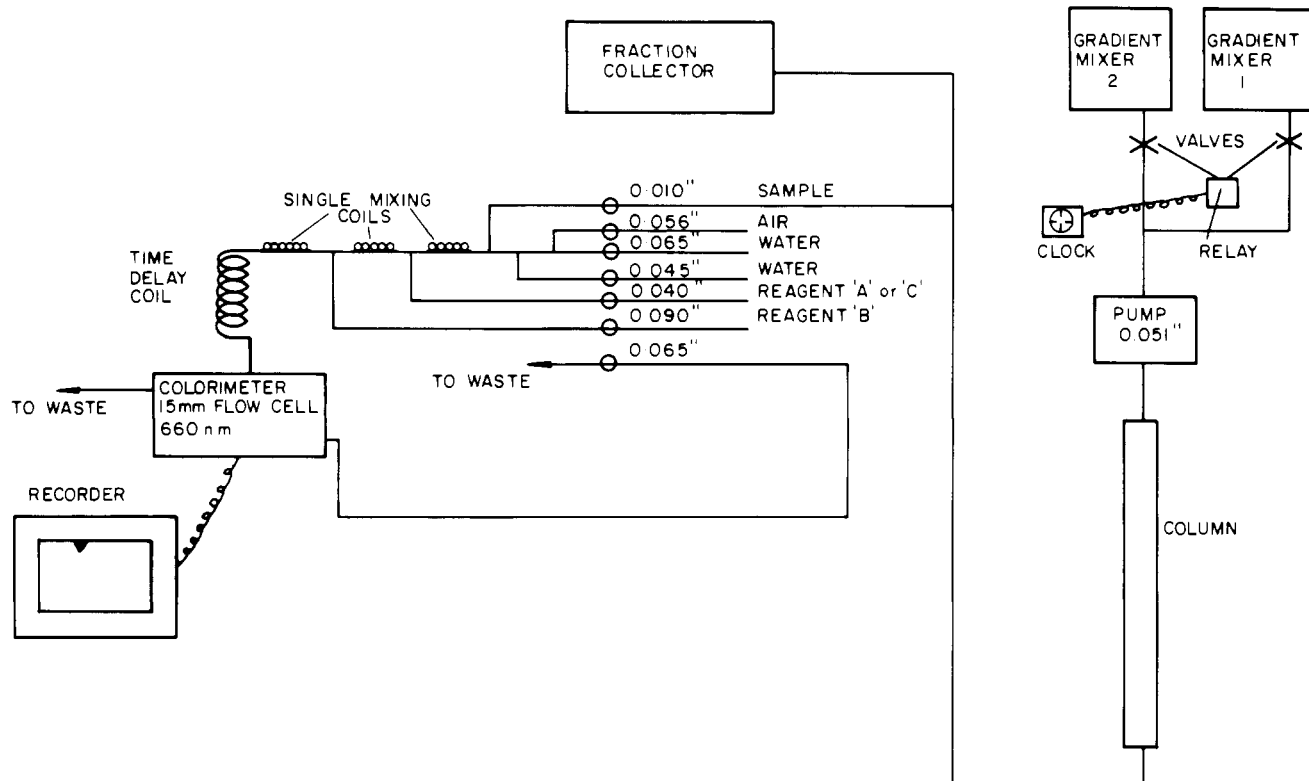 FRACTION
COLLECTOR
GRADIENT
MIXER
2
GRADIENT
MIXER
1
VALVES
CLOCK
RELAY
PUMP
0.051"
COLUMN
SINGLE MIXING
COILS
0.010" SAMPLE
0.056" AIR
0.065" WATER
0.045" WATER
0.040" REAGENT 'A' or 'C'
0.090" REAGENT 'B'
0.065"
TO WASTE
TIME
DELAY
COIL
TO WASTE
COLORIMETER
15mm FLOW CELL
660 nm
RECORDER